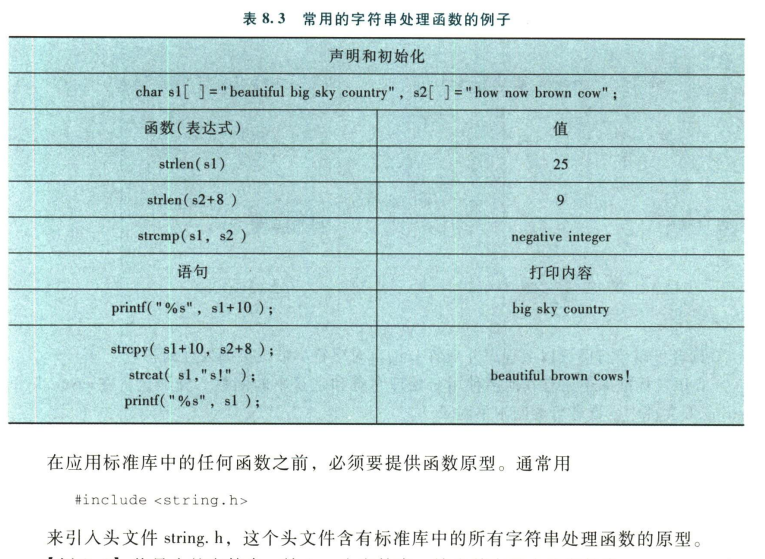 表 8.3 常用的字符串处理函数的例子
声明和初始化
char s1[ ]="beautiful big sky country", s2[ ]="how now brown cow";
函数(表达式) 值
strlen(s1) 25
strlen(s2+8) 9
strcmp(s1, s2 ) negative integer
语句 打印内容
printf("%s", s1+10 ); big sky country
strcpy( s1+10, s2+8 );
strcat( s1,"s!" );
printf("%s", s1 );
beautiful brown cows!
在应用标准库中的任何函数之前，必须要提供函数原型。通常用
#include <string.h>
来引入头文件 string. h，这个头文件含有标准库中的所有字符串处理函数的原型。